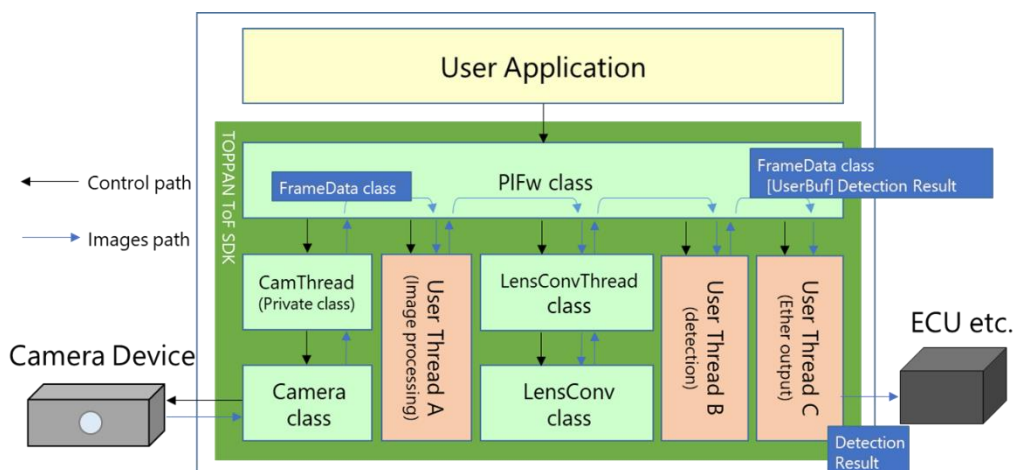 User Application
TOPPAN ToF SDK
PlFw class
FrameData class
FrameData class
[UserBuf] Detection Result
Control path
Images path
CamThread
(Private class)
User Thread A
(Image processing)
LensConvThread
class
User Thread B
(detection)
User Thread C
(Ether output)
Camera
class
LensConv
class
Camera Device
ECU etc.
Detection
Result